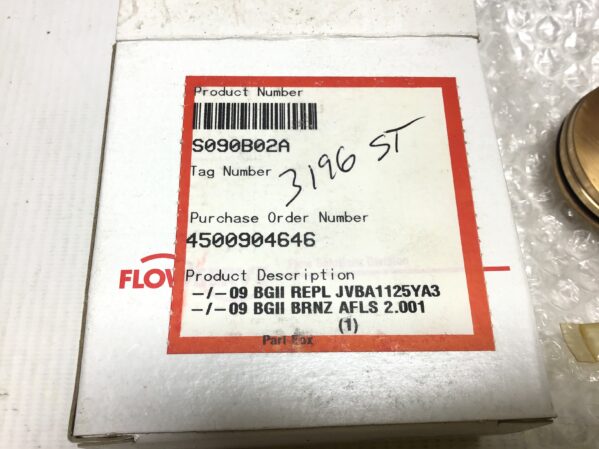 Product Number
S090B02A
Tag Number
3196 ST
Purchase Order Number
4500904646
FLOW
Product Description
-/-09 BGII REPL JVBA1125YA3
-/-09 BGII BRNZ AFLS 2.001
(1)
Part Box